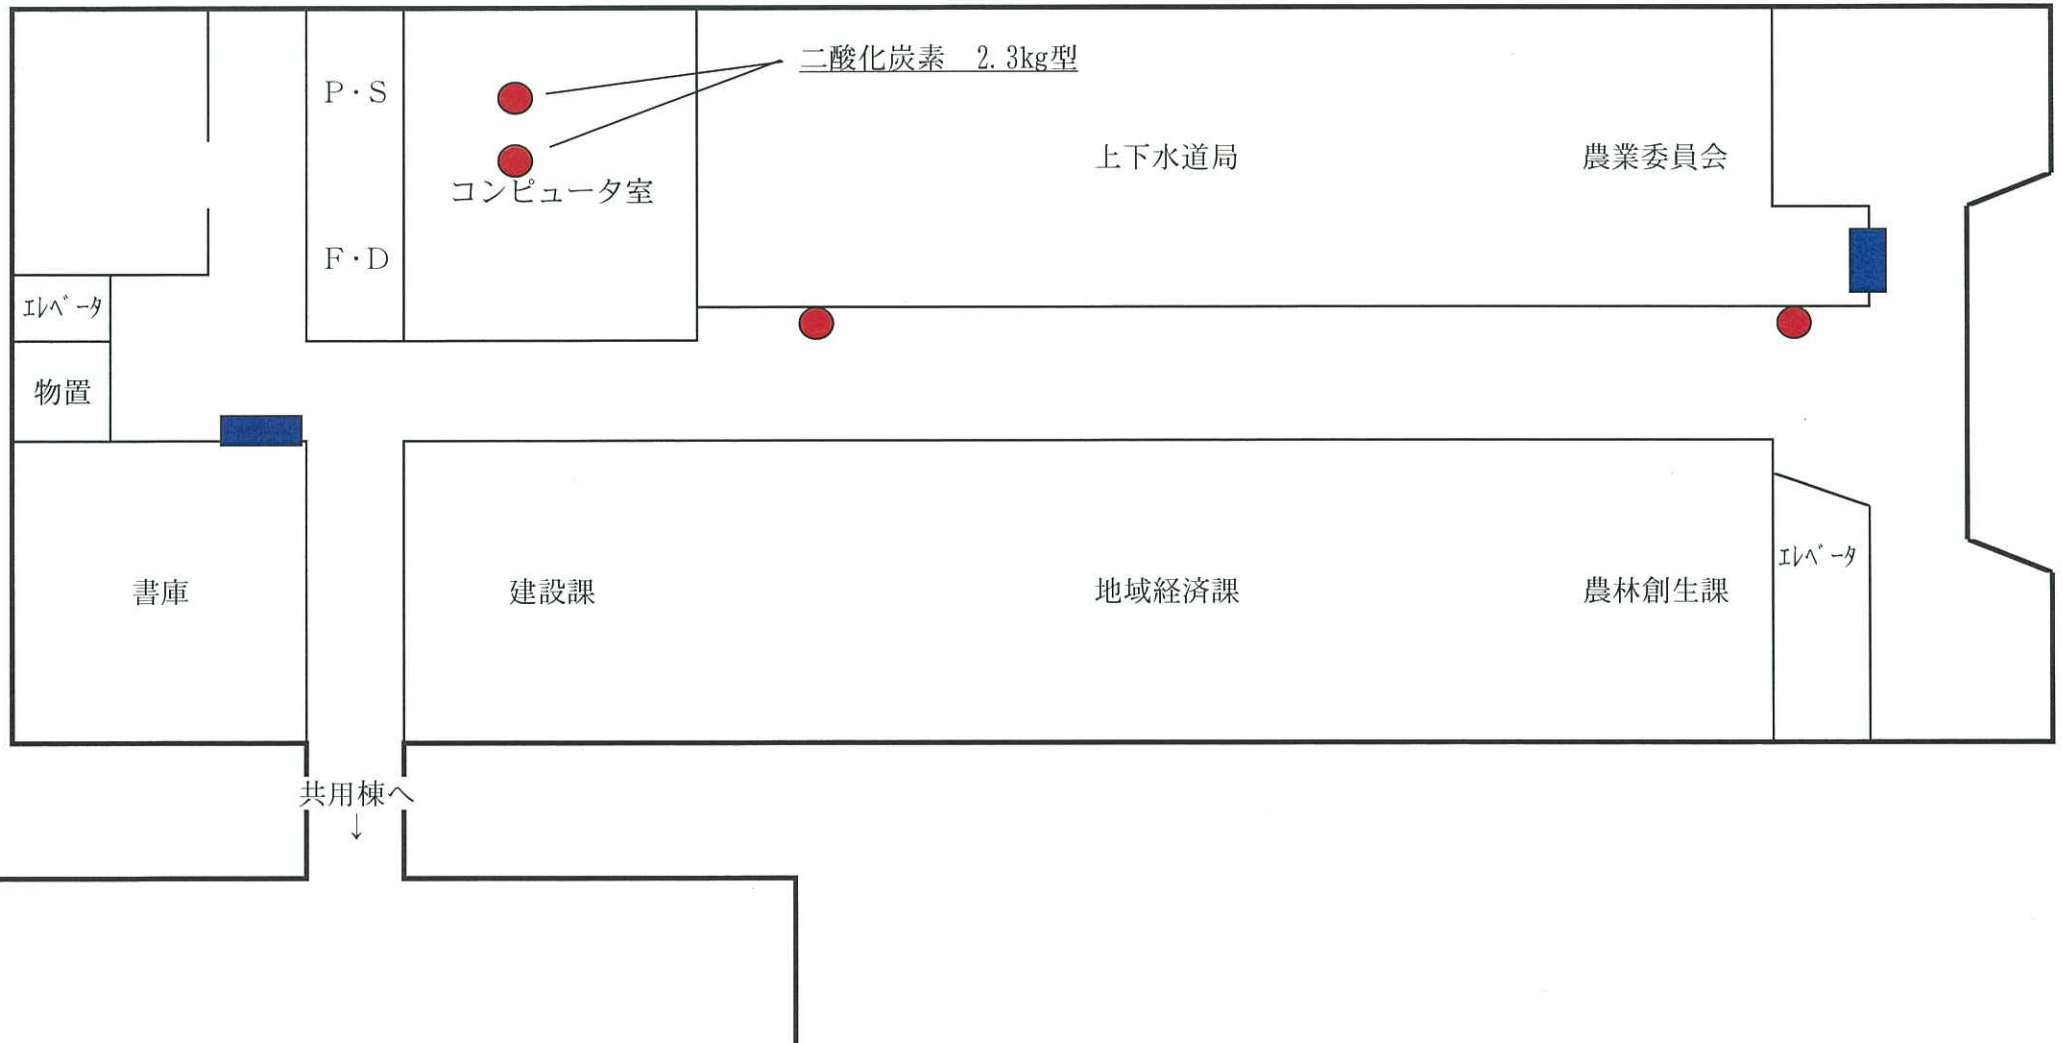 二酸化炭素　2.3kg型
P・S
上下水道局
農業委員会
コンピュータ室
F・D
ｴﾚﾍﾞｰﾀ
物置
ｴﾚﾍﾞｰﾀ
書庫
建設課
地域経済課
農林創生課
共用棟へ
↓